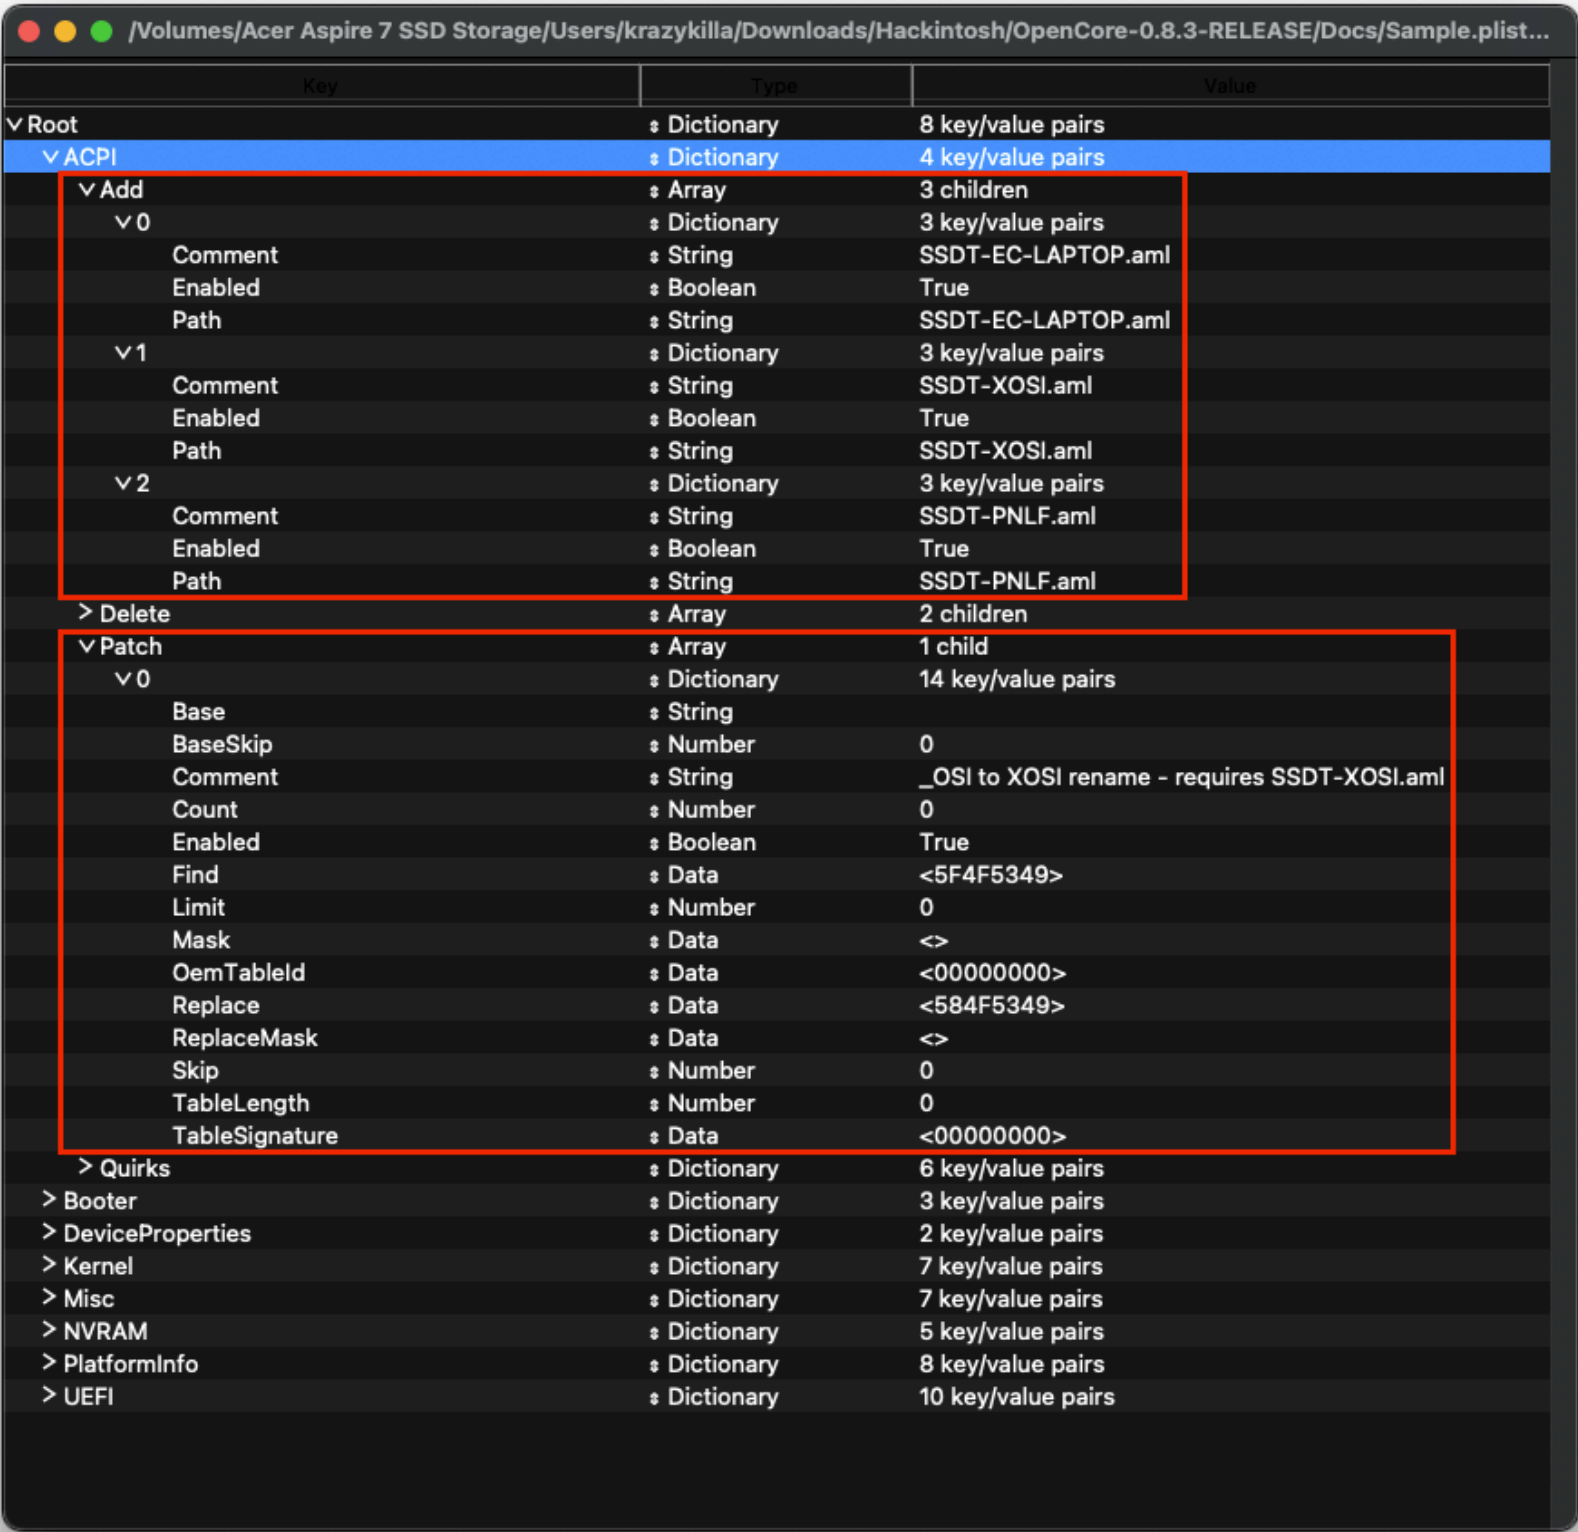 /Volumes/Acer Aspire 7 SSD Storage/Users/krazykilla/Downloads/Hackintosh/OpenCore-0.8.3-RELEASE/Docs/Sample.plist...
Key Type Value
Root Dictionary 8 key/value pairs
ACPI Dictionary 4 key/value pairs
Add Array 3 children
0 Dictionary 3 key/value pairs
Comment String SSDT-EC-LAPTOP.aml
Enabled Boolean True
Path String SSDT-EC-LAPTOP.aml
1 Dictionary 3 key/value pairs
Comment String SSDT-XOSI.aml
Enabled Boolean True
Path String SSDT-XOSI.aml
2 Dictionary 3 key/value pairs
Comment String SSDT-PNLF.aml
Enabled Boolean True
Path String SSDT-PNLF.aml
Delete Array 2 children
Patch Array 1 child
0 Dictionary 14 key/value pairs
Base String
BaseSkip Number 0
Comment String _OSI to XOSI rename - requires SSDT-XOSI.aml
Count Number 0
Enabled Boolean True
Find Data <5F4F5349>
Limit Number 0
Mask Data <>
OemTableId Data <00000000>
Replace Data <584F5349>
ReplaceMask Data <>
Skip Number 0
TableLength Number 0
TableSignature Data <00000000>
Quirks Dictionary 6 key/value pairs
Booter Dictionary 3 key/value pairs
DeviceProperties Dictionary 2 key/value pairs
Kernel Dictionary 7 key/value pairs
Misc Dictionary 7 key/value pairs
NVRAM Dictionary 5 key/value pairs
PlatformInfo Dictionary 8 key/value pairs
UEFI Dictionary 10 key/value pairs